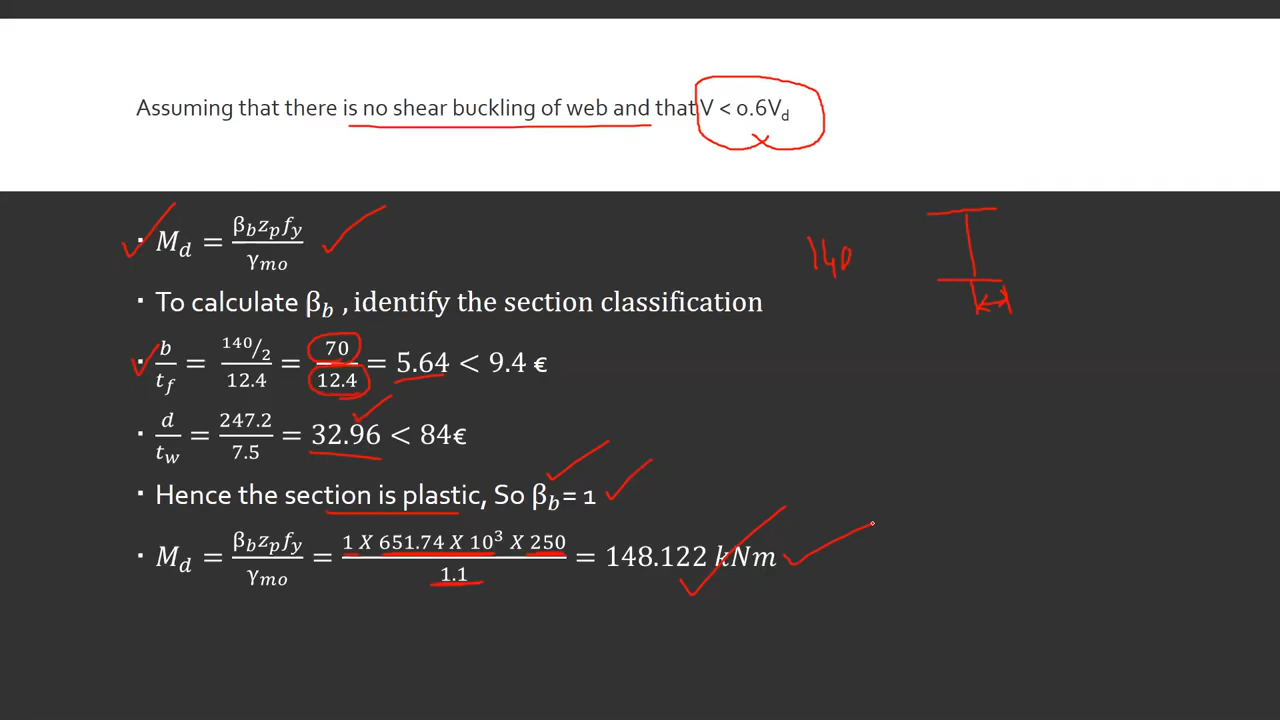 Assuming that there is no shear buckling of web and that V < 0.6V_d
· M_d = β_b z_p f_y / γ_mo
140
· To calculate β_b , identify the section classification
· b / t_f = 140/2 / 12.4 = 70 / 12.4 = 5.64 < 9.4 €
· d / t_w = 247.2 / 7.5 = 32.96 < 84€
· Hence the section is plastic, So β_b = 1
· M_d = β_b z_p f_y / γ_mo = 1 X 651.74 X 10³ X 250 / 1.1 = 148.122 kNm